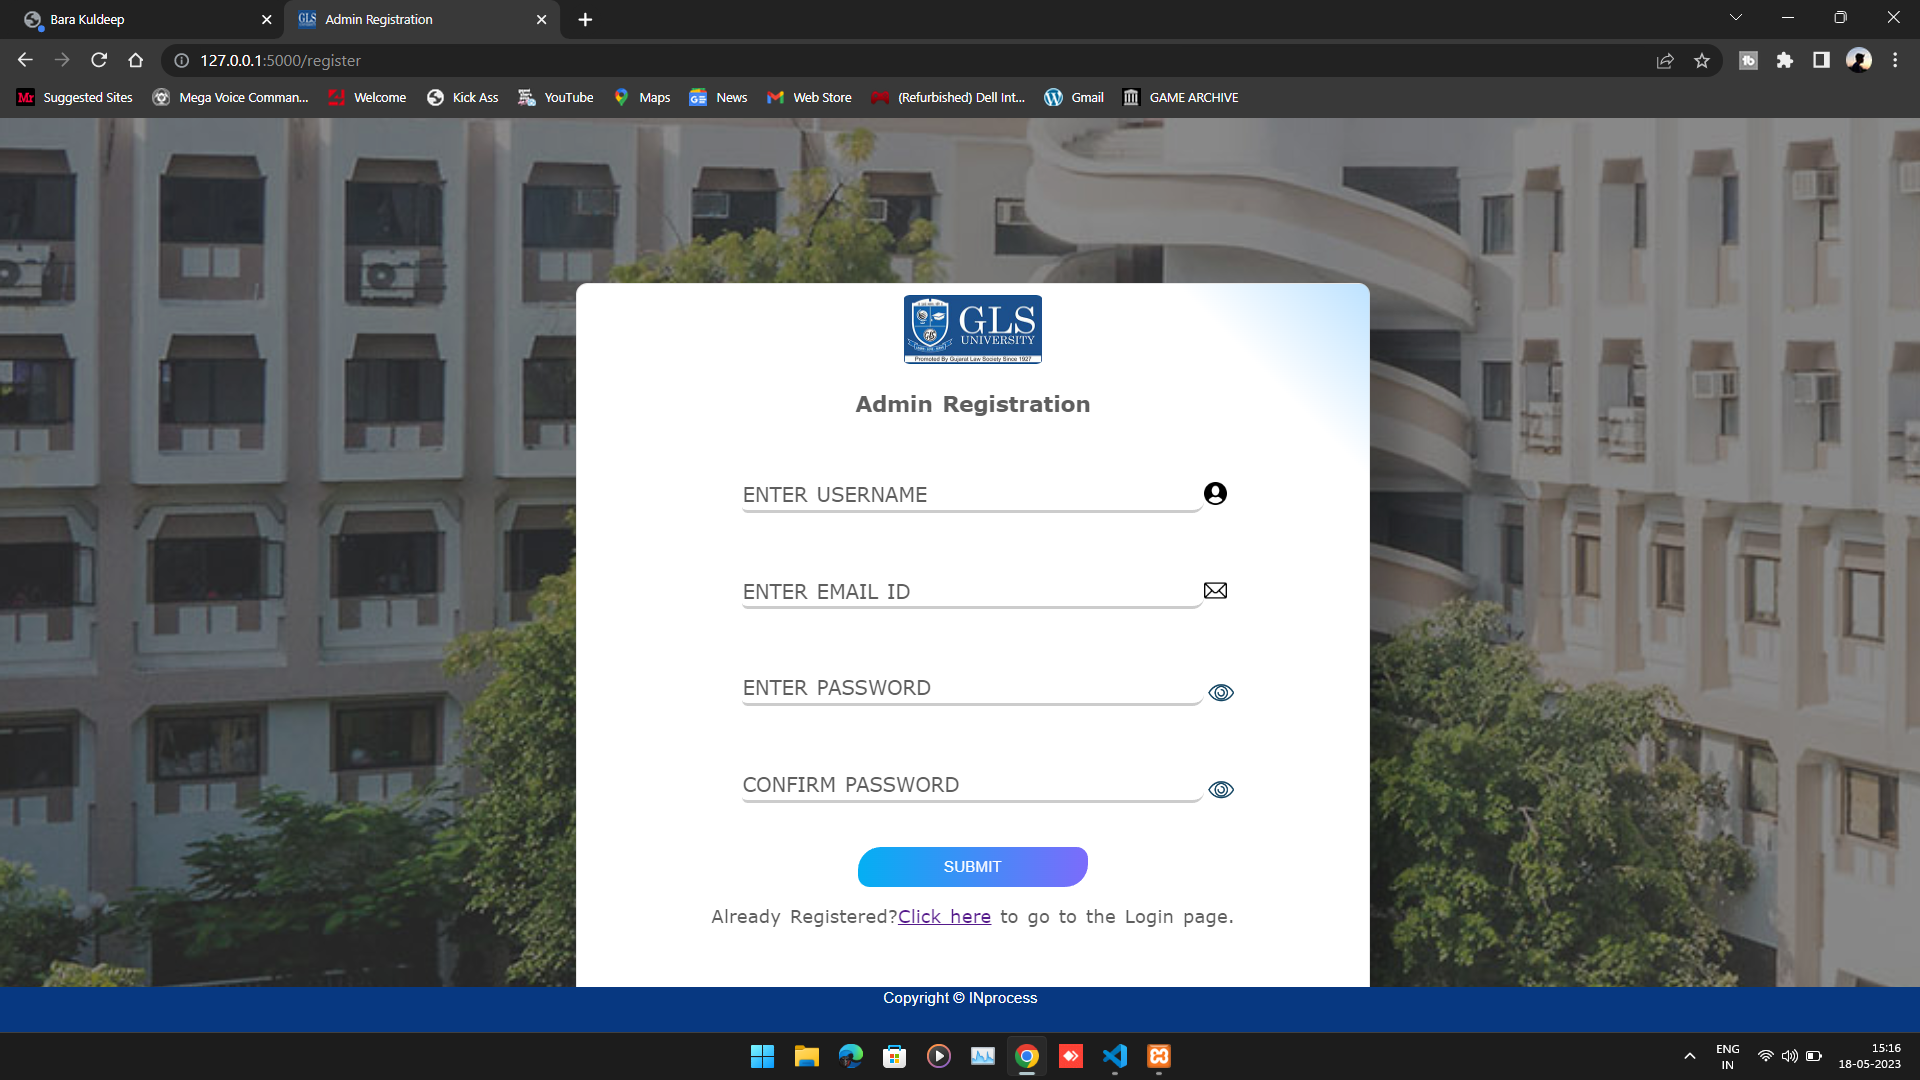 Bara Kuldeep
GLS Admin Registration
127.0.0.1:5000/register
Mr Suggested Sites Mega Voice Comman... Welcome Kick Ass YouTube Maps GE News Web Store (Refurbished) Dell Int... Gmail GAME ARCHIVE
GLS
UNIVERSITY
Promoted By Gujarat Law Society Since 1927
Admin Registration
ENTER USERNAME
ENTER EMAIL ID
ENTER PASSWORD
CONFIRM PASSWORD
SUBMIT
Already Registered?Click here to go to the Login page.
Copyright © INprocess
ENG
IN
15:16
18-05-2023